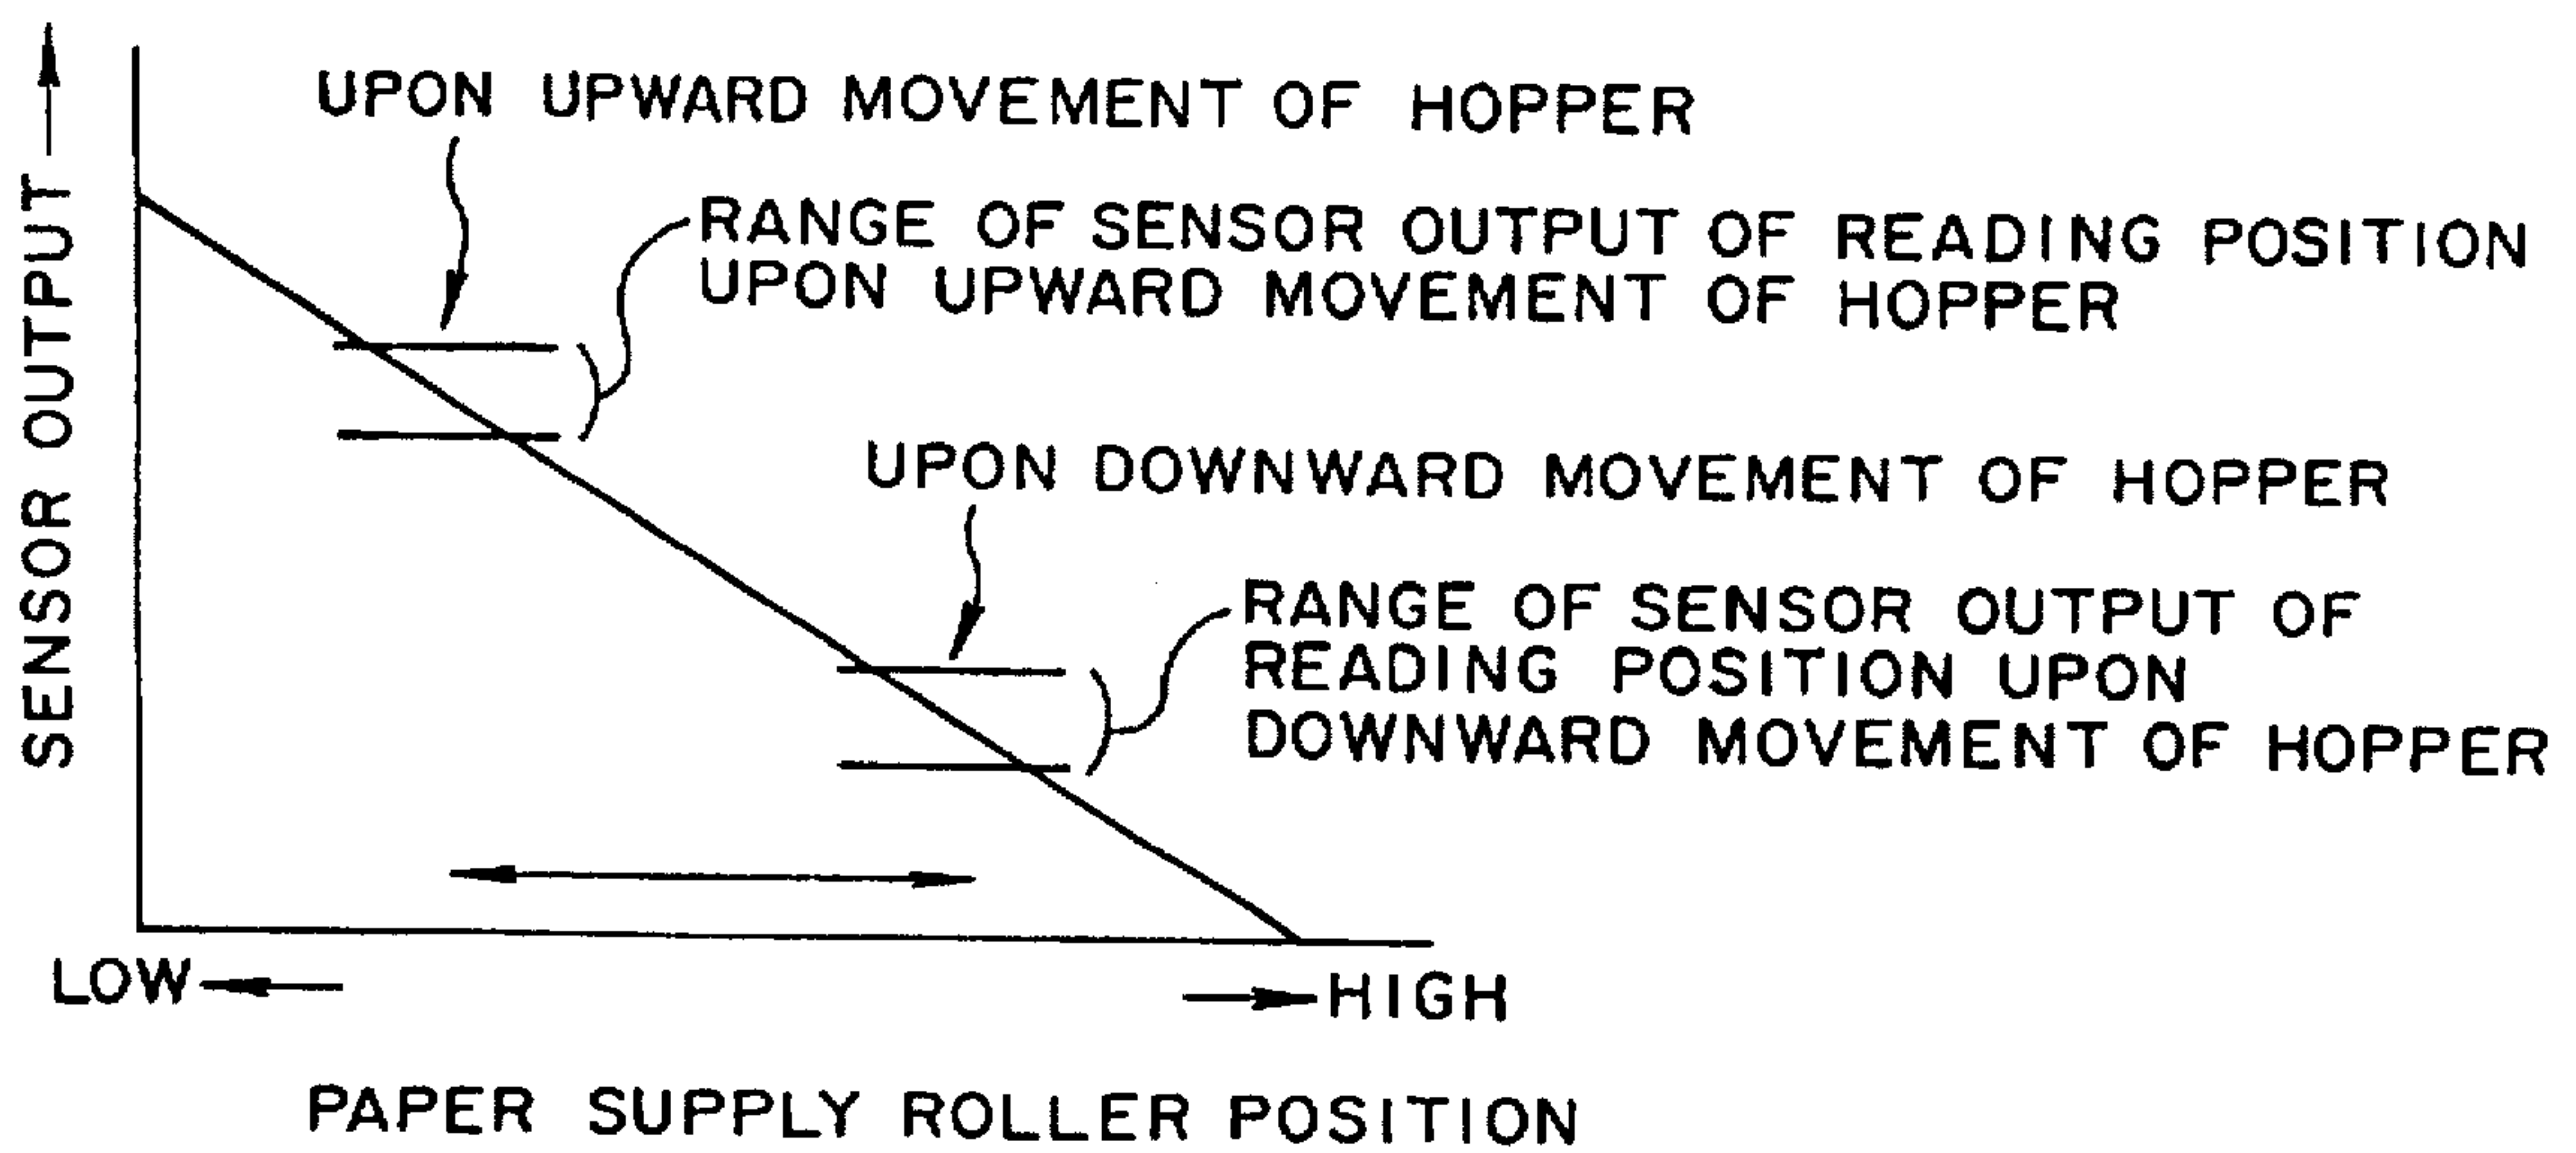 SENSOR OUTPUT
UPON UPWARD MOVEMENT OF HOPPER
RANGE OF SENSOR OUTPUT OF READING POSITION
UPON UPWARD MOVEMENT OF HOPPER
UPON DOWNWARD MOVEMENT OF HOPPER
RANGE OF SENSOR OUTPUT OF
READING POSITION UPON
DOWNWARD MOVEMENT OF HOPPER
LOW
HIGH
PAPER SUPPLY ROLLER POSITION